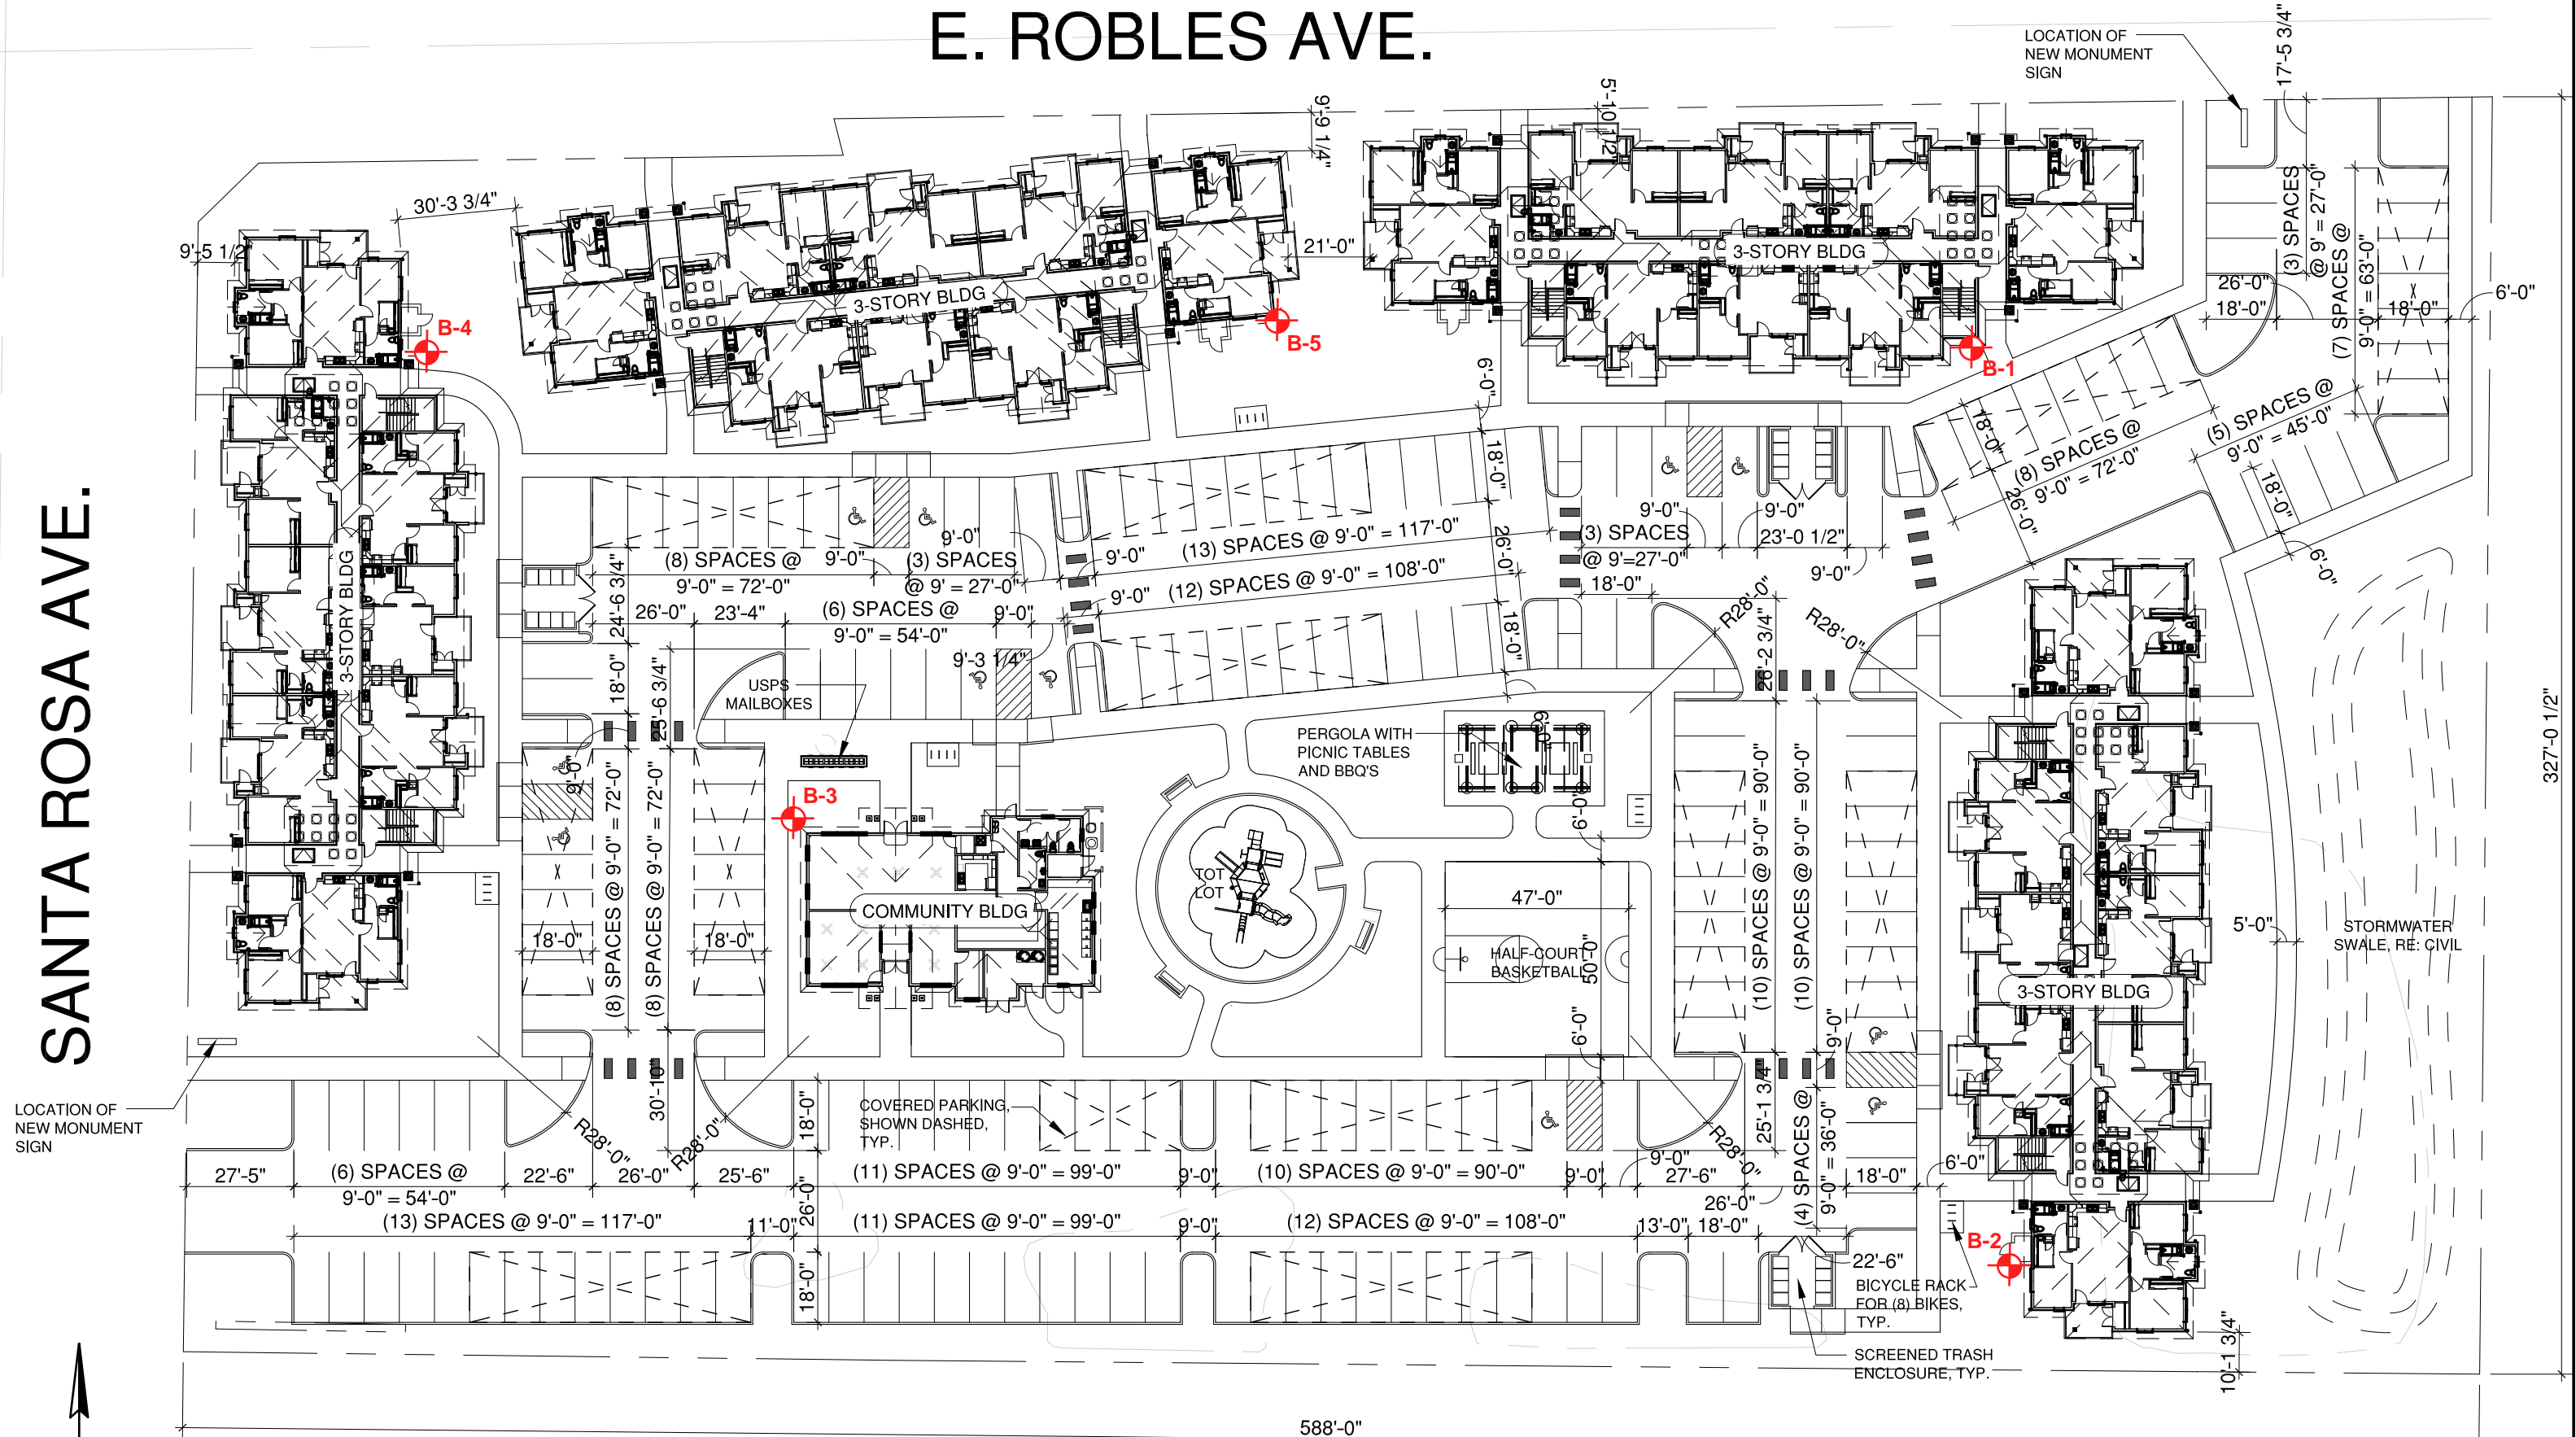 E. ROBLES AVE.
LOCATION OF
NEW MONUMENT
SIGN
17'-5 3/4"
9'-9 1/4"
5'-10 1/2"
30'-3 3/4"
9'-5 1/2
21'-0"
3-STORY BLDG
3-STORY BLDG
(3) SPACES
@ 9' = 27'-0"
(7) SPACES @
9'-0" = 63'-0"
26'-0"
18'-0"
18'-0"
6'-0"
B-4
B-5
B-1
6'-0"
18'-0"
(8) SPACES @
9'-0" = 72'-0"
(5) SPACES @
9'-0" = 45'-0"
18'-0"
26'-0"
6'-0"
SANTA ROSA AVE.
3-STORY BLDG
(8) SPACES @
9'-0" = 72'-0"
9'-0"
9'-0"
(3) SPACES
@ 9' = 27'-0"
9'-0"
(13) SPACES @ 9'-0" = 117'-0"
18'-0"
26'-0"
9'-0"
(12) SPACES @ 9'-0" = 108'-0"
18'-0"
(3) SPACES
@ 9'=27'-0"
9'-0"
9'-0"
23'-0 1/2"
9'-0"
18'-0"
24'-6 3/4"
26'-0"
23'-4"
(6) SPACES @
9'-0" = 54'-0"
9'-0"
9'-3 1/4"
18'-0"
25'-6 3/4"
USPS
MAILBOXES
R28'-0"
R28'-0"
26'-2 3/4"
PERGOLA WITH
PICNIC TABLES
AND BBQ'S
6'-0"
9'-0"
(8) SPACES @ 9'-0" = 72'-0"
(8) SPACES @ 9'-0" = 72'-0"
18'-0"
18'-0"
B-3
COMMUNITY BLDG
TOT
LOT
6'-0"
47'-0"
HALF-COURT
BASKETBALL
50'-0"
6'-0"
(10) SPACES @ 9'-0" = 90'-0"
(10) SPACES @ 9'-0" = 90'-0"
9'-0"
3-STORY BLDG
5'-0"
STORMWATER
SWALE, RE: CIVIL
327'-0 1/2"
LOCATION OF
NEW MONUMENT
SIGN
30'-10"
R28'-0"
R28'-0"
18'-0"
COVERED PARKING,
SHOWN DASHED,
TYP.
R28'-0"
25'-1 3/4"
(4) SPACES @
9'-0" = 36'-0"
27'-5"
(6) SPACES @
9'-0" = 54'-0"
22'-6"
26'-0"
25'-6"
(11) SPACES @ 9'-0" = 99'-0"
9'-0"
(10) SPACES @ 9'-0" = 90'-0"
9'-0"
9'-0"
27'-6"
26'-0"
18'-0"
6'-0"
(13) SPACES @ 9'-0" = 117'-0"
11'-0"
26'-0"
(11) SPACES @ 9'-0" = 99'-0"
9'-0"
(12) SPACES @ 9'-0" = 108'-0"
13'-0"
18'-0"
18'-0"
22'-6"
B-2
BICYCLE RACK
FOR (8) BIKES,
TYP.
SCREENED TRASH
ENCLOSURE, TYP.
10'-1 3/4"
588'-0"